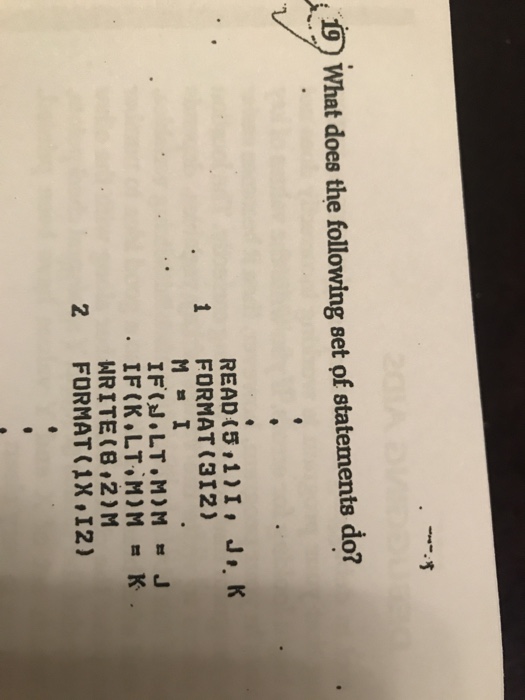 19 What does the following set of statements do?
READ(5,1)I, J, K
1 FORMAT(3I2)
M = I
IF(J.LT.M)M = J
IF(K.LT.M)M = K
WRITE(8,2)M
2 FORMAT(1X,I2)